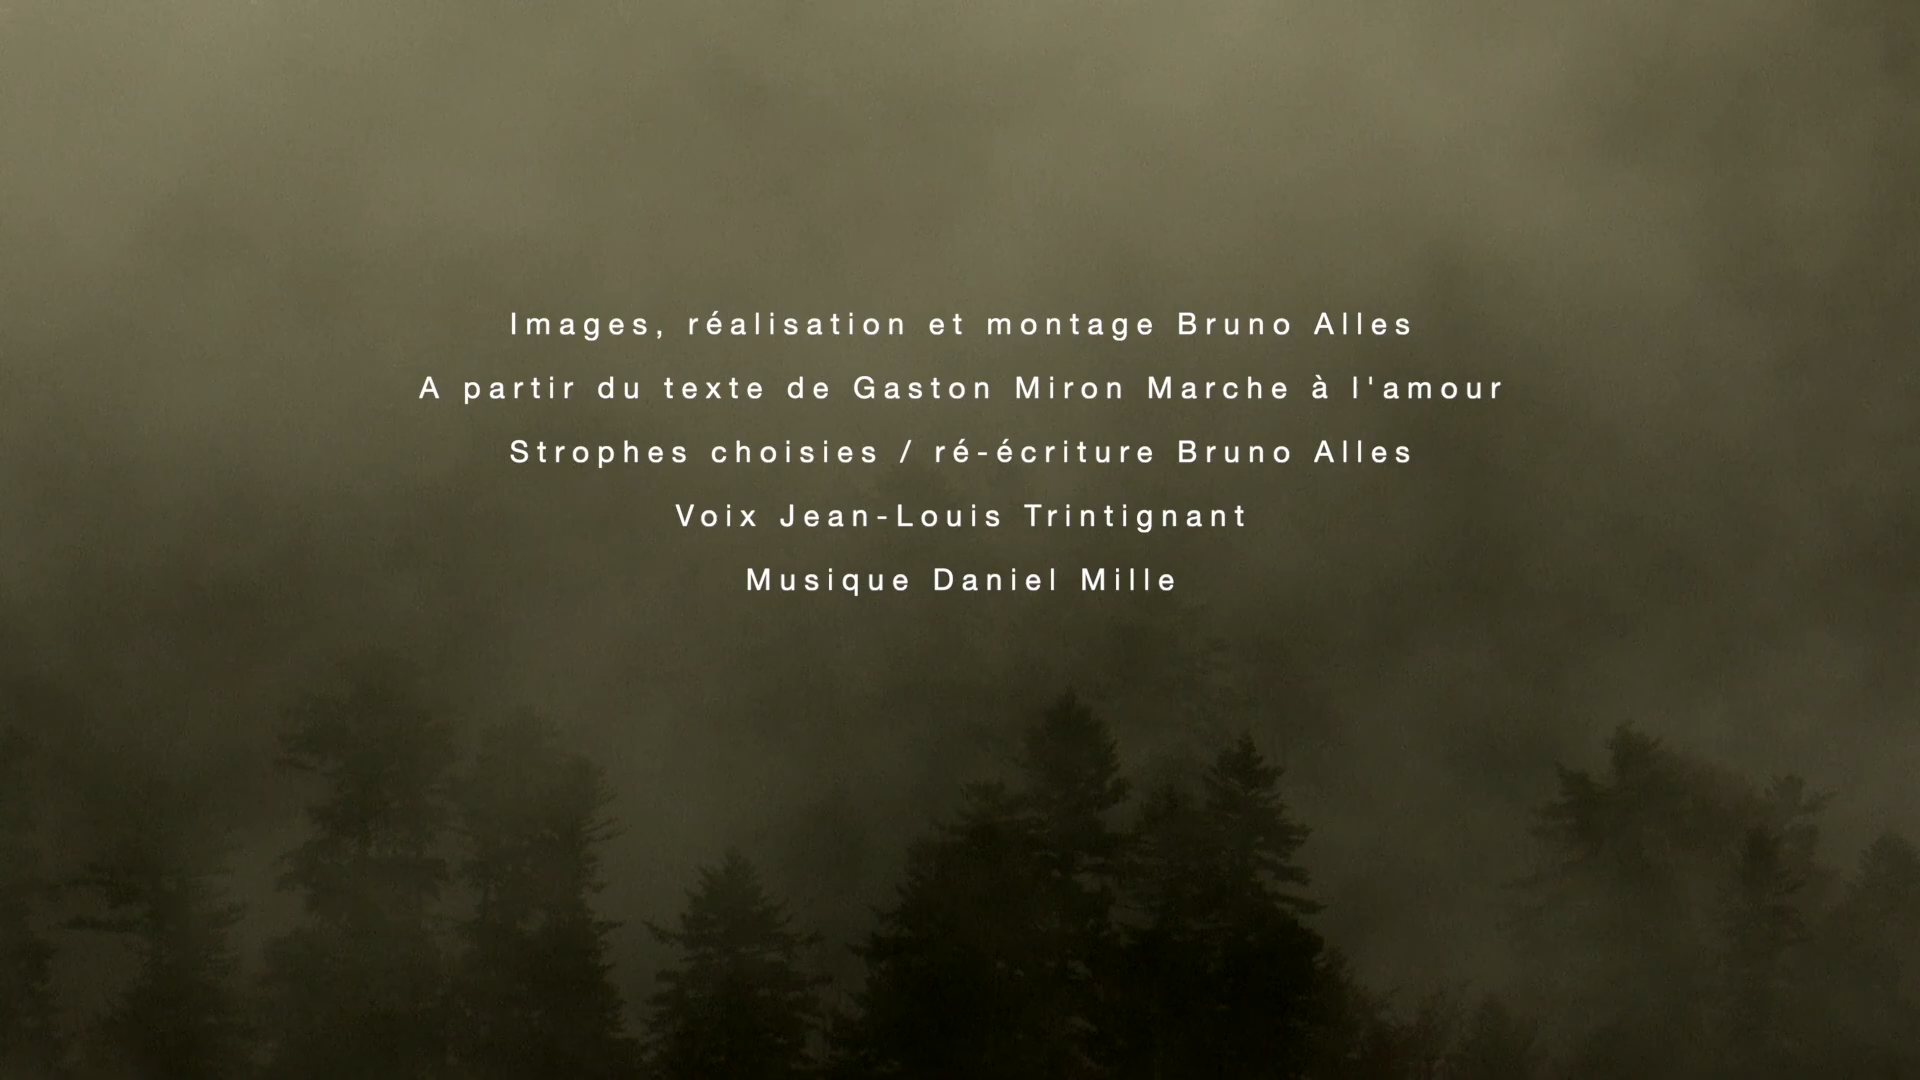 Images, réalisation et montage Bruno Alles
A partir du texte de Gaston Miron Marche à l'amour
Strophes choisies / ré-écriture Bruno Alles
Voix Jean-Louis Trintignant
Musique Daniel Mille